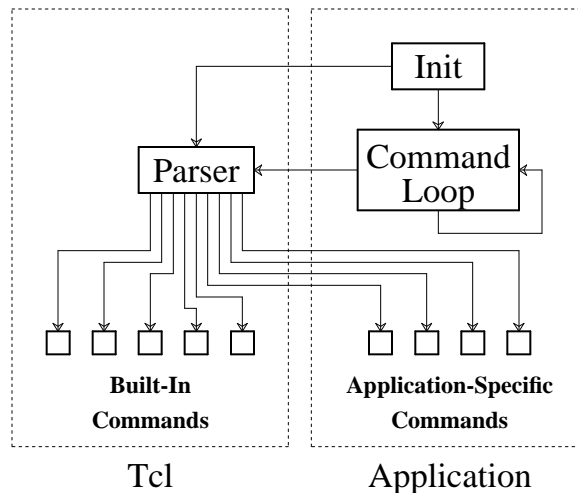 Init
Parser
Command
Loop
Built-In
Commands
Application-Specific
Commands
Tcl
Application